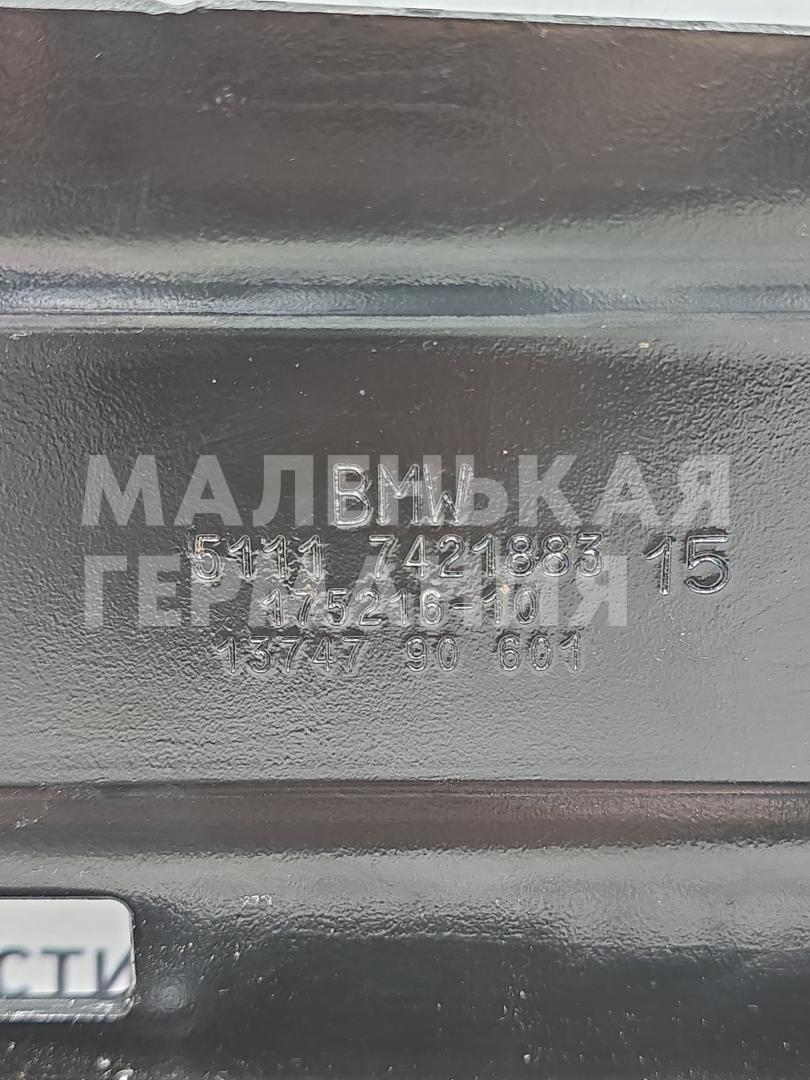 МАЛЕНЬКАЯ
ГЕРМАНИЯ
BMW
5111 7421883 15
175216-10
13747 90 601
СТИ